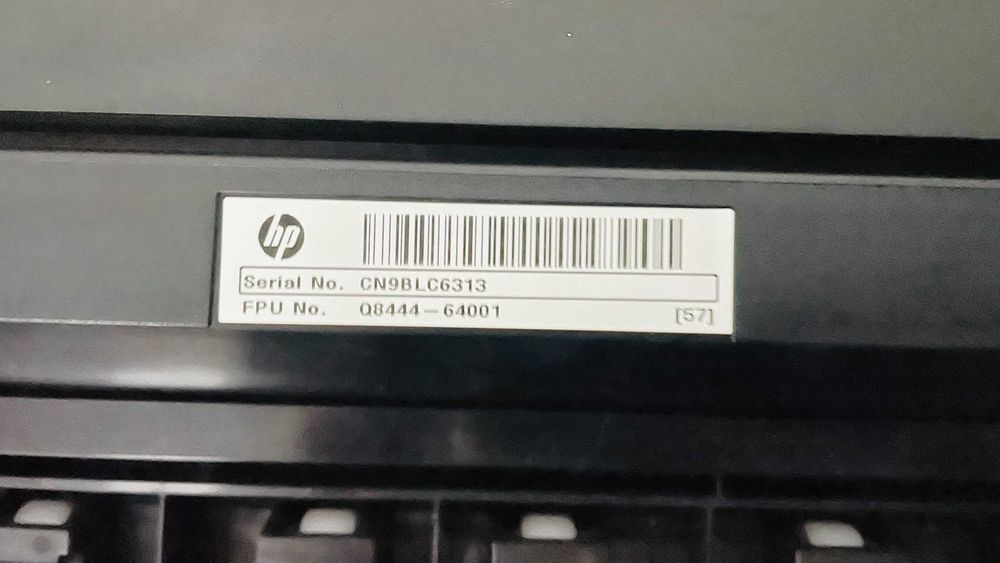 hp
Serial No. CN9BLC6313
FPU No. Q8444-64001 [57]